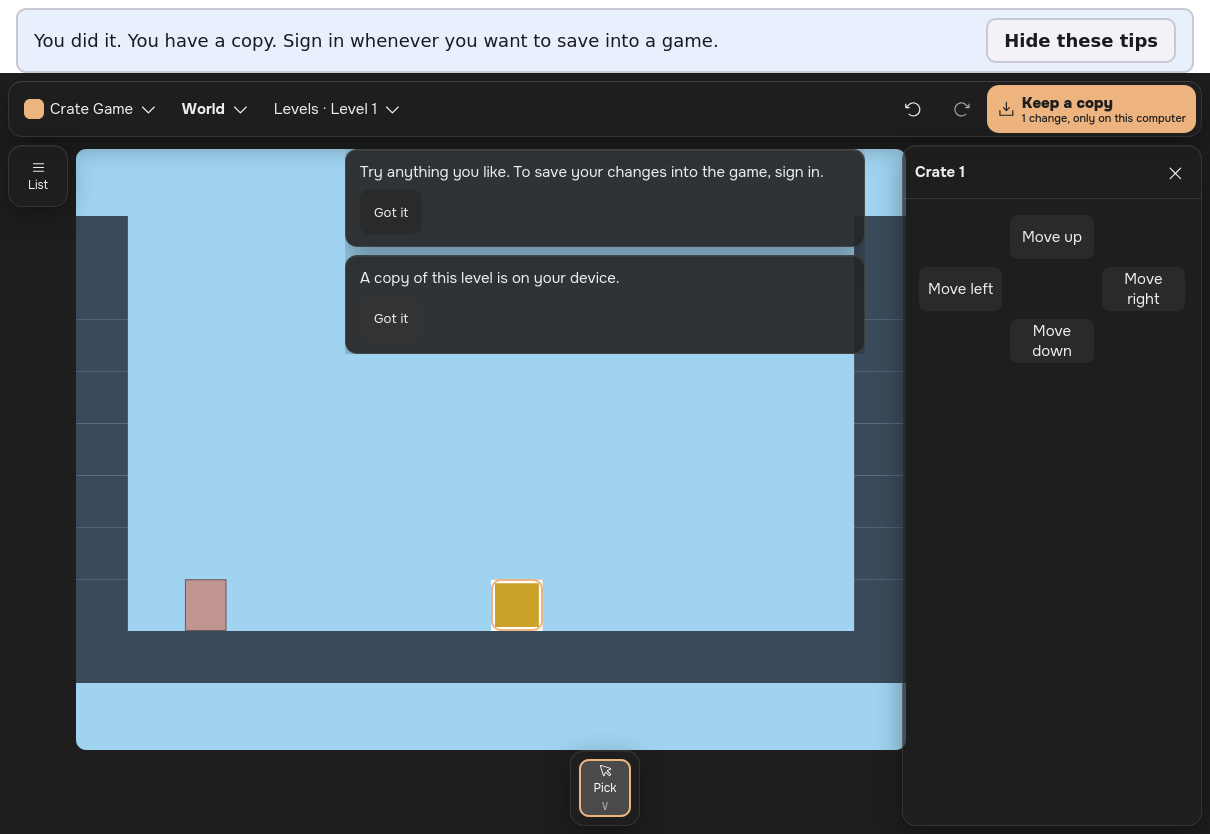 You did it. You have a copy. Sign in whenever you want to save into a game.
Hide these tips
Crate Game
World
Levels · Level 1
Keep a copy
1 change, only on this computer
List
Try anything you like. To save your changes into the game, sign in.
Got it
A copy of this level is on your device.
Got it
Crate 1
Move up
Move left
Move
right
Move
down
Pick
V